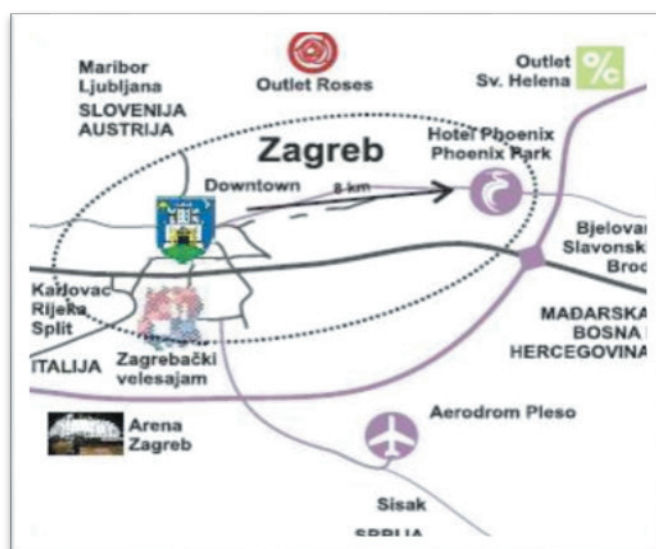 Maribor
Ljubljana
SLOVENIJA
AUSTRIJA
Outlet Roses
Outlet
Sv. Helena
%
Zagreb
Hotel Phoenix
Phoenix Park
Downtown
8 km
Bjelovar
Slavonski
Brod
Karlovac
Rijeka
Split
ITALIJA
Zagrebački
velesajam
MAĐARSKA
BOSNA I
HERCEGOVINA
Arena
Zagreb
Aerodrom Pleso
Sisak
SRBIJA